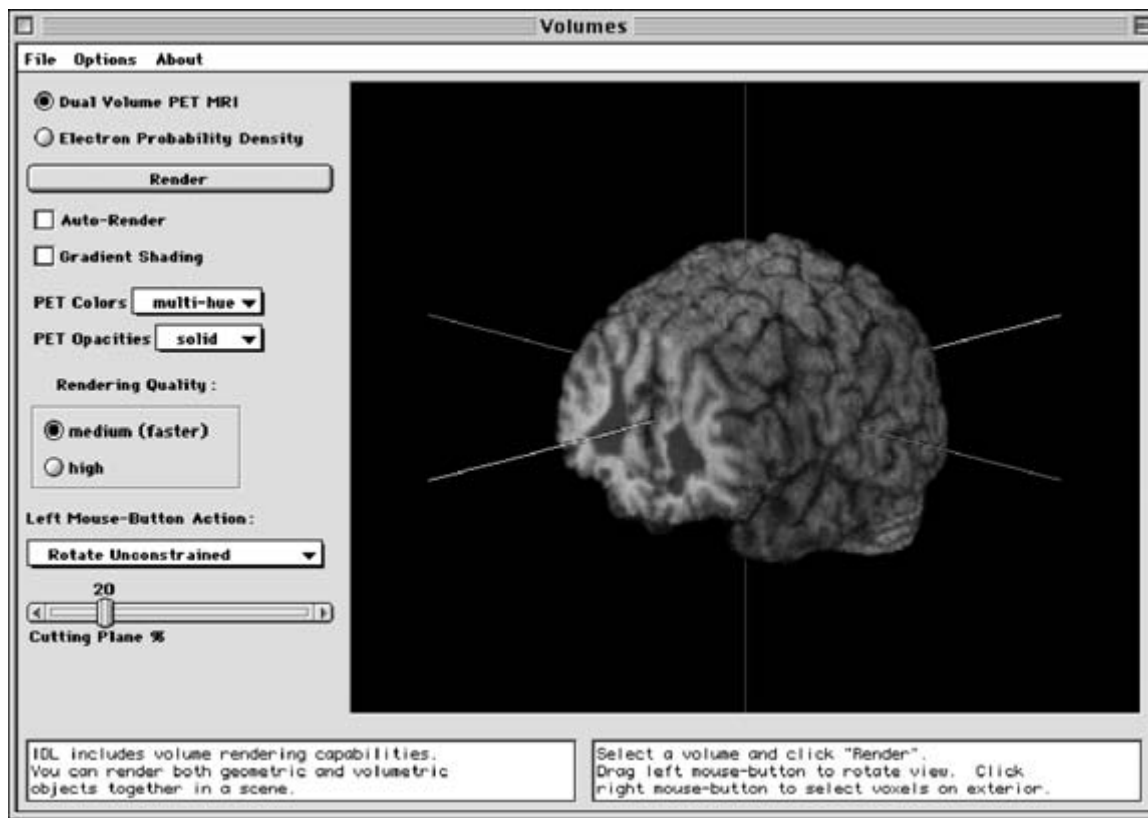 Volumes
File Options About
Dual Volume PET MRI
Electron Probability Density
Render
Auto-Render
Gradient Shading
PET Colors multi-hue
PET Opacities solid
Rendering Quality :
medium (faster)
high
Left Mouse-Button Action:
Rotate Unconstrained
20
Cutting Plane %
IDL includes volume rendering capabilities.
You can render both geometric and volumetric
objects together in a scene.
Select a volume and click "Render".
Drag left mouse-button to rotate view. Click
right mouse-button to select voxels on exterior.